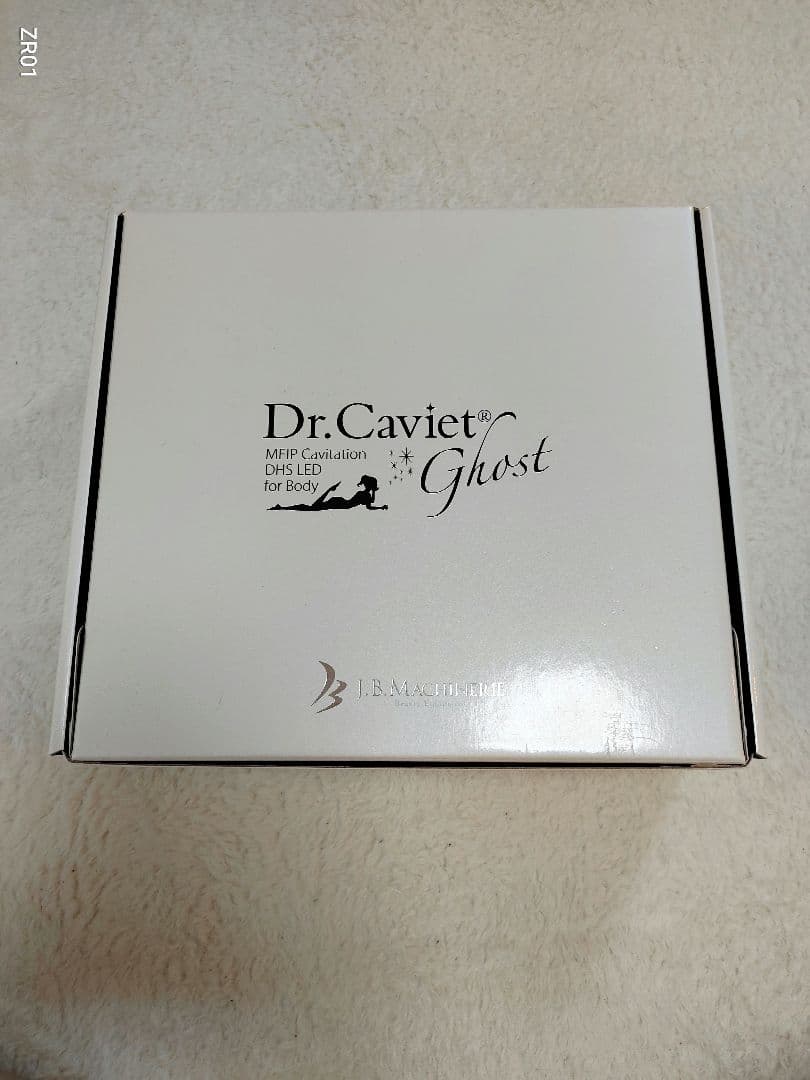 ZR01
Dr.Caviet®
Ghost
MFIP Cavitation
DHS LED
for Body
J.B.MACHINERIE